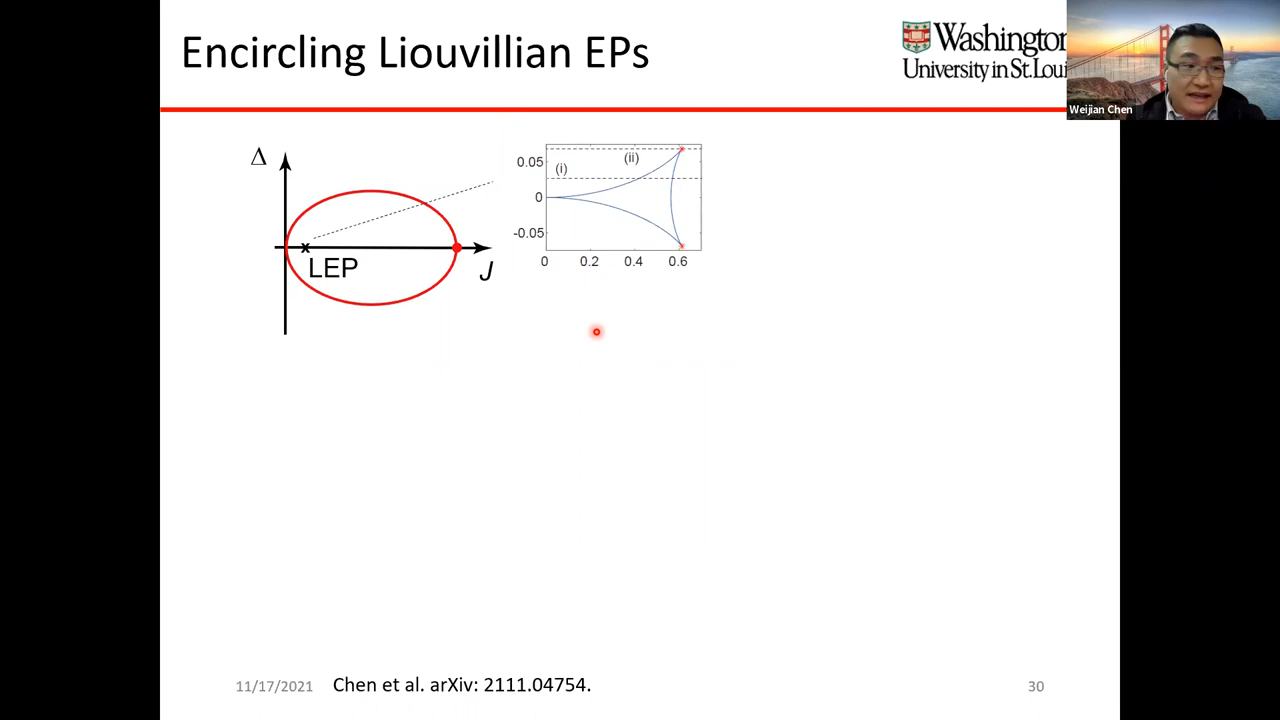 Encircling Liouvillian EPs
Washington
University in St.Loui
Weijian Chen
Δ
LEP
J
0.05
0
-0.05
(i)
(ii)
0
0.2
0.4
0.6
11/17/2021
Chen et al. arXiv: 2111.04754.
30